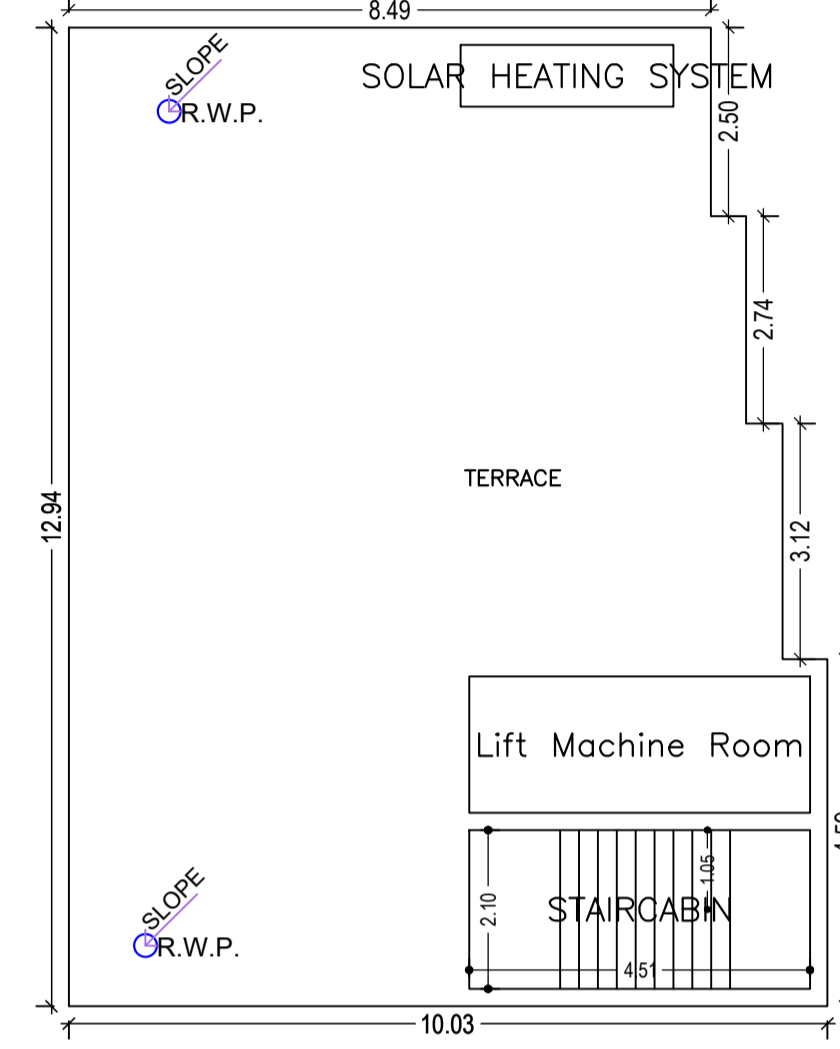 8.49
SLOPE
R.W.P.
SOLAR HEATING SYSTEM
2.50
2.74
12.94
TERRACE
3.12
Lift Machine Room
1.05
2.10
STAIRCABIN
SLOPE
R.W.P.
4.51
10.03